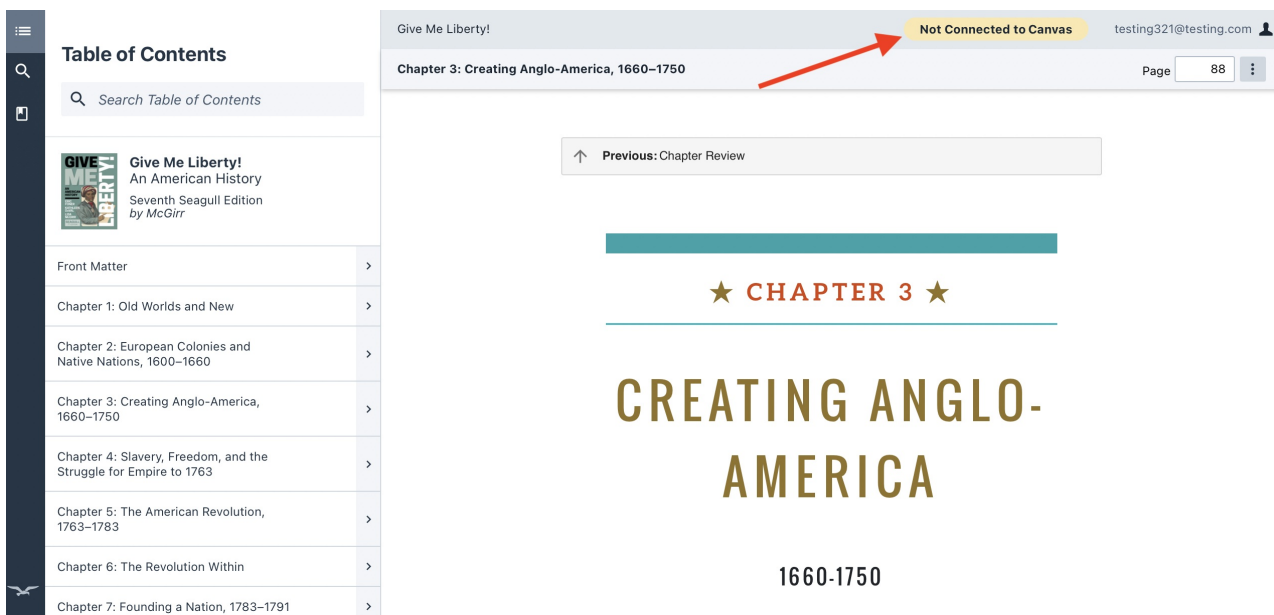 Table of Contents
Search Table of Contents
GIVE
ME
LIBERTY!
Give Me Liberty!
An American History
Seventh Seagull Edition
by McGirr
Front Matter
Chapter 1: Old Worlds and New
Chapter 2: European Colonies and
Native Nations, 1600–1660
Chapter 3: Creating Anglo-America,
1660–1750
Chapter 4: Slavery, Freedom, and the
Struggle for Empire to 1763
Chapter 5: The American Revolution,
1763–1783
Chapter 6: The Revolution Within
Chapter 7: Founding a Nation, 1783–1791
Give Me Liberty!
Not Connected to Canvas
testing321@testing.com
Chapter 3: Creating Anglo-America, 1660–1750
Page 88
Previous: Chapter Review
★ CHAPTER 3 ★
CREATING ANGLO-
AMERICA
1660-1750